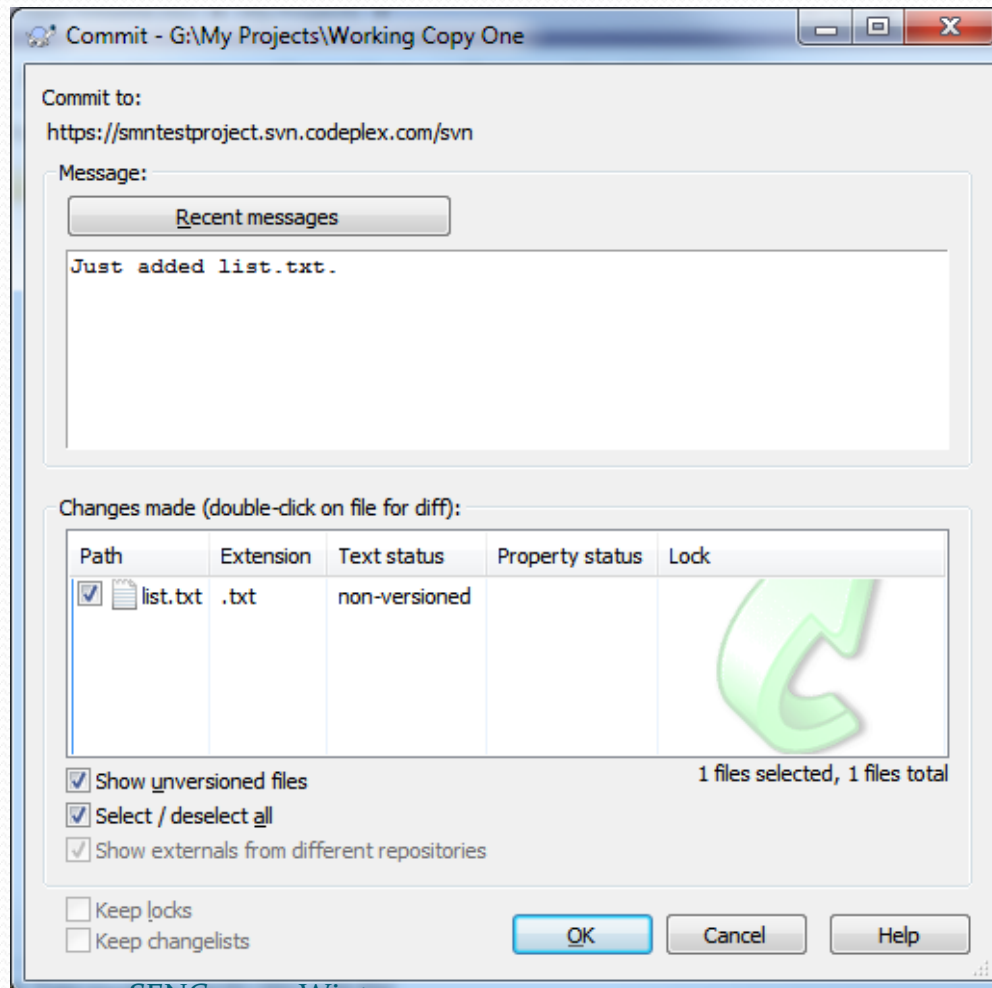 Commit - G:\My Projects\Working Copy One
Commit to:
https://smntestproject.svn.codeplex.com/svn
Message:
Recent messages
Just added list.txt.
Changes made (double-click on file for diff):
Path Extension Text status Property status Lock
list.txt .txt non-versioned
Show unversioned files 1 files selected, 1 files total
Select / deselect all
Show externals from different repositories
Keep locks
Keep changelists
OK Cancel Help